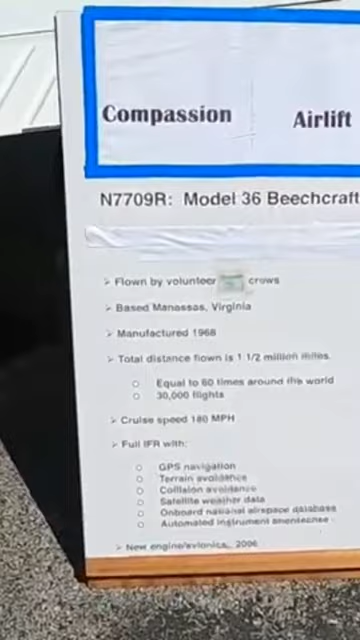 Compassion Airlift
N7709R: Model 36 Beechcraft
➢ Flown by volunteer crews
➢ Based Manassas, Virginia
➢ Manufactured 1968
➢ Total distance flown is 1 1/2 million miles.
○ Equal to 60 times around the world
○ 30,000 flights
➢ Cruise speed 180 MPH
➢ Full IFR with:
○ GPS navigation
○ Terrain avoidance
○ Collision avoidance
○ Satellite weather data
○ Onboard national airspace database
○ Automated instrument
➢ New engine/avionics, 2006